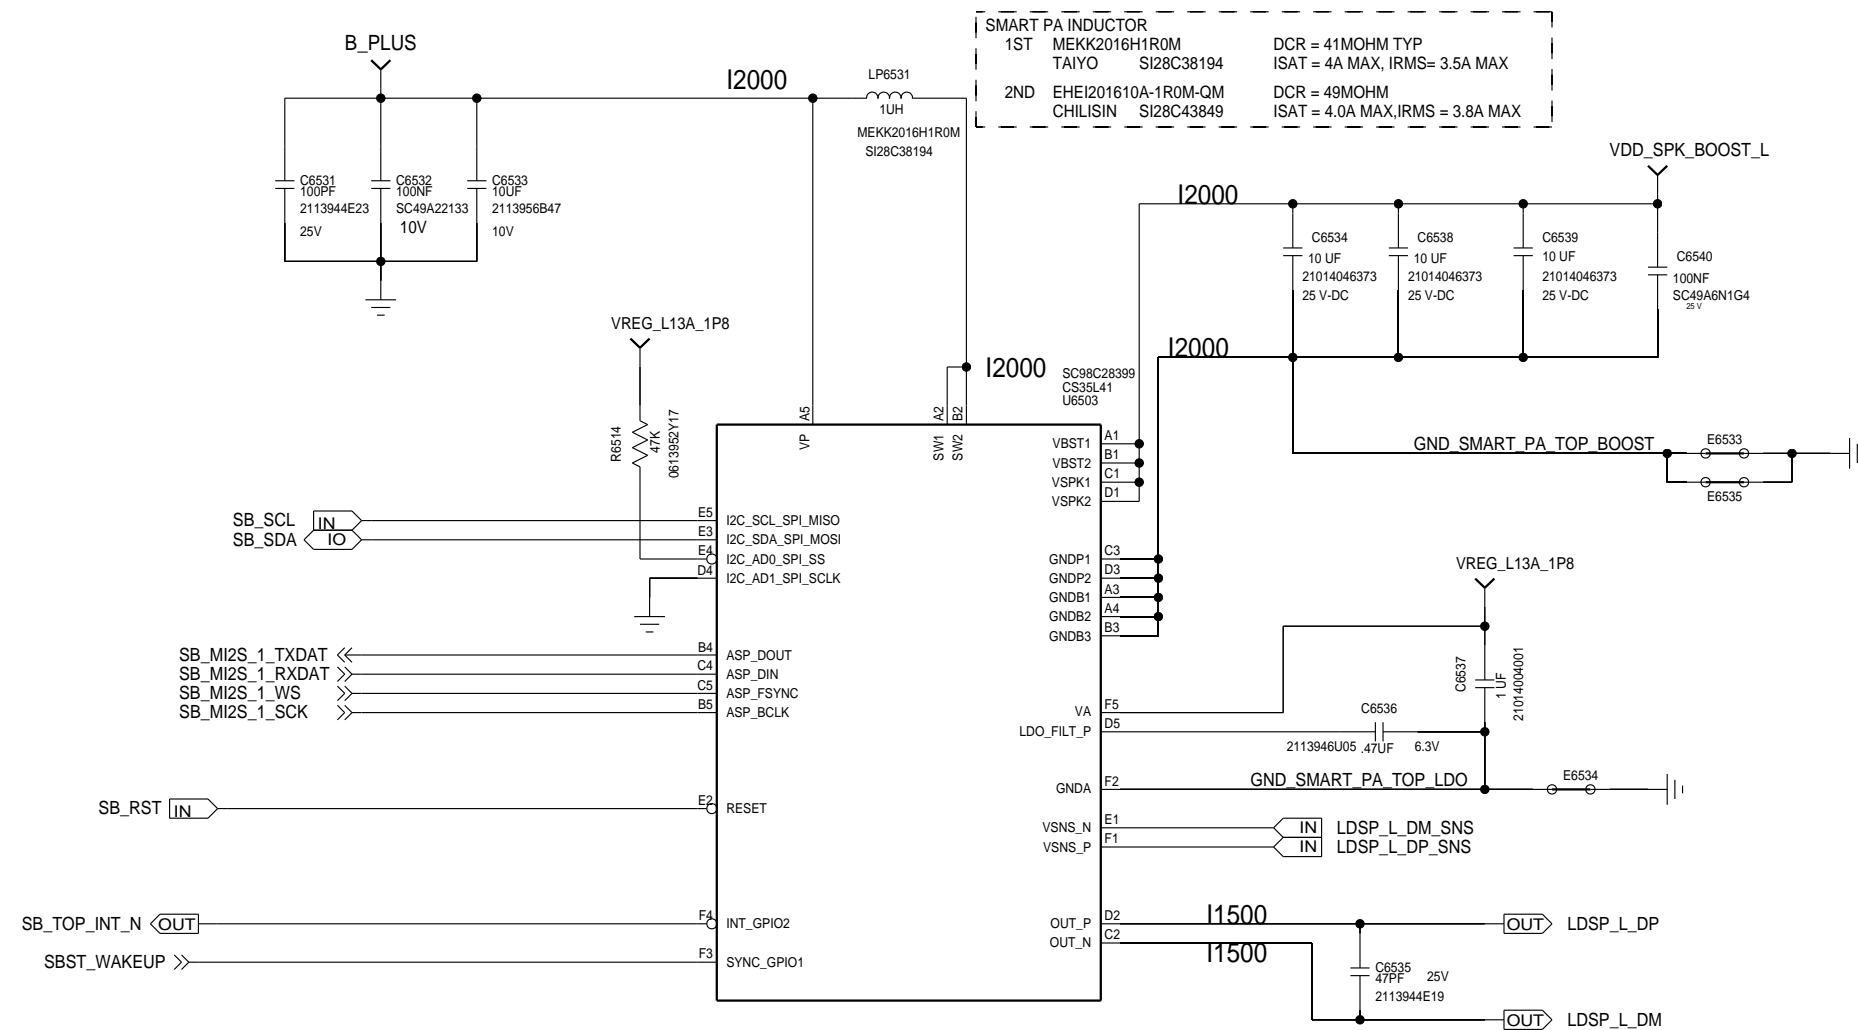 SMART PA INDUCTOR
1ST MEKK2016H1R0M DCR = 41MOHM TYP
TAIYO SI28C38194 ISAT = 4A MAX, IRMS= 3.5A MAX
2ND EHEI201610A-1R0M-QM DCR = 49MOHM
CHILISIN SI28C43849 ISAT = 4.0A MAX,IRMS = 3.8A MAX
B_PLUS
I2000
LP6531
1UH
MEKK2016H1R0M
SI28C38194
C6531
100PF
2113944E23
25V
C6532
100NF
SC49A22133
10V
C6533
10UF
2113956B47
10V
VDD_SPK_BOOST_L
I2000
C6534
10 UF
21014046373
25 V-DC
C6538
10 UF
21014046373
25 V-DC
C6539
10 UF
21014046373
25 V-DC
C6540
100NF
SC49A6N1G4
25 V
I2000
VREG_L13A_1P8
R6514
47K
0613952Y17
I2000
SC98C28399
CS35L41
U6503
A5
VP
A2
SW1
B2
SW2
VBST1 A1
VBST2 B1
VSPK1 C1
VSPK2 D1
GND_SMART_PA_TOP_BOOST
E6533
E6535
SB_SCL IN E5 I2C_SCL_SPI_MISO
SB_SDA IO E3 I2C_SDA_SPI_MOSI
E4 I2C_AD0_SPI_SS
D4 I2C_AD1_SPI_SCLK
GNDP1 C3
GNDP2 D3
GNDB1 A3
GNDB2 A4
GNDB3 B3
VREG_L13A_1P8
C6537
1 UF
21014004001
SB_MI2S_1_TXDAT B4 ASP_DOUT
SB_MI2S_1_RXDAT C4 ASP_DIN
SB_MI2S_1_WS C5 ASP_FSYNC
SB_MI2S_1_SCK B5 ASP_BCLK
VA F5
LDO_FILT_P D5
C6536
2113946U05 .47UF 6.3V
GNDA F2
GND_SMART_PA_TOP_LDO
E6534
SB_RST IN E2 RESET
VSNS_N E1 IN LDSP_L_DM_SNS
VSNS_P F1 IN LDSP_L_DP_SNS
SB_TOP_INT_N OUT F4 INT_GPIO2
SBST_WAKEUP F3 SYNC_GPIO1
OUT_P D2 I1500 OUT LDSP_L_DP
OUT_N C2 I1500
C6535
47PF 25V
2113944E19
OUT LDSP_L_DM